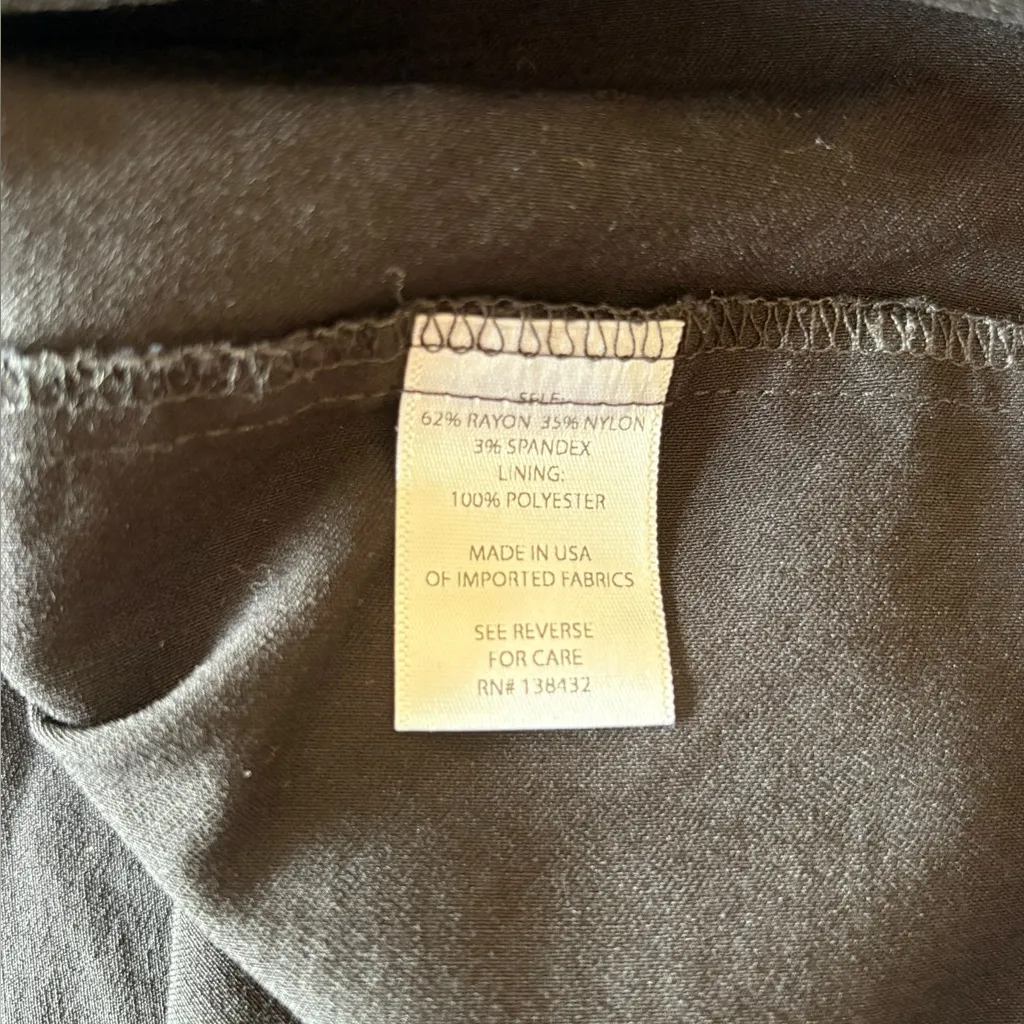 SELF:
62% RAYON 35% NYLON
3% SPANDEX
LINING:
100% POLYESTER
MADE IN USA
OF IMPORTED FABRICS
SEE REVERSE
FOR CARE
RN# 138432